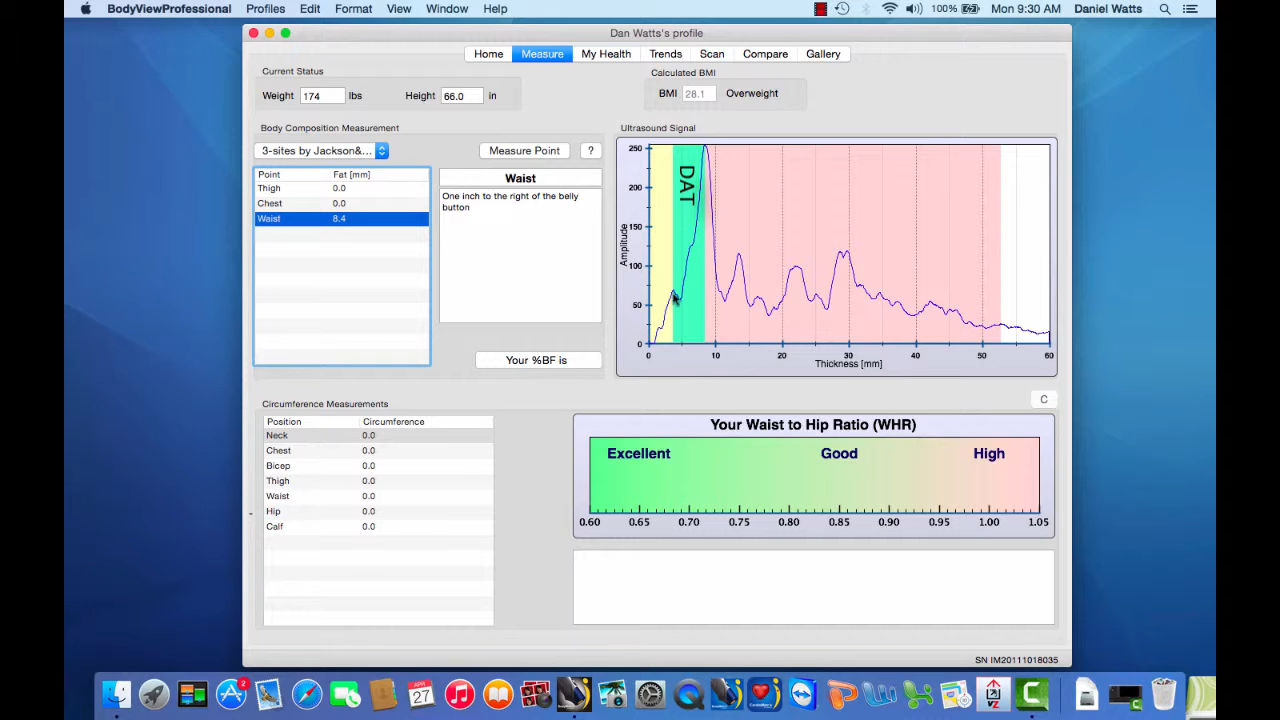 BodyViewProfessional Profiles Edit Format View Window Help 100% Mon 9:30 AM Daniel Watts
Dan Watts's profile
Home Measure My Health Trends Scan Compare Gallery
Current Status
Weight 174 lbs Height 66.0 in
Calculated BMI
BMI 28.1 Overweight
Body Composition Measurement
3-sites by Jackson&... Measure Point ?
Point Fat [mm]
Thigh 0.0
Chest 0.0
Waist 8.4
Waist
One inch to the right of the belly
button
Your %BF is
Ultrasound Signal
DAT
250
200
150
100
50
0
Amplitude
0 10 20 30 40 50 60
Thickness [mm]
C
Circumference Measurements
Position Circumference
Neck 0.0
Chest 0.0
Bicep 0.0
Thigh 0.0
Waist 0.0
Hip 0.0
Calf 0.0
Your Waist to Hip Ratio (WHR)
Excellent Good High
0.60 0.65 0.70 0.75 0.80 0.85 0.90 0.95 1.00 1.05
SN IM20111018035
2
APR
27